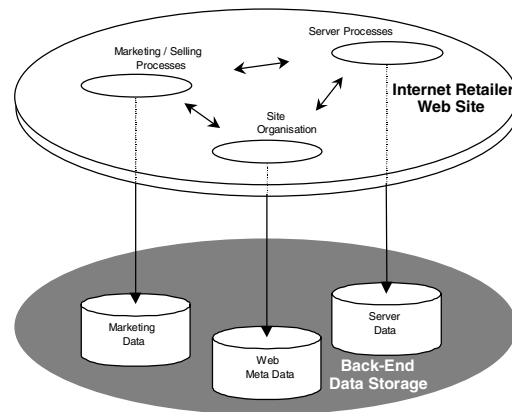 Server Processes
Marketing / Selling
Processes
Internet Retailer
Web Site
Site
Organisation
Marketing
Data
Server
Data
Web
Meta Data
Back-End
Data Storage